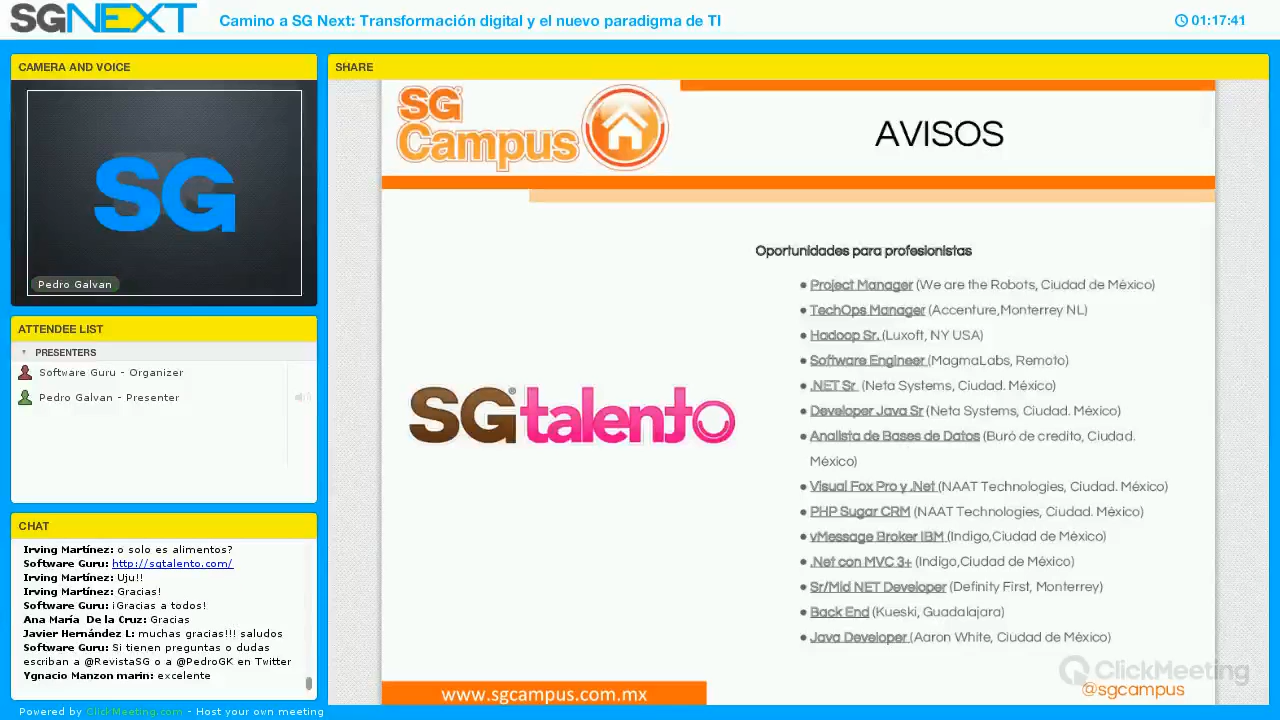 SGNEXT
Camino a SG Next: Transformación digital y el nuevo paradigma de TI
01:17:41
CAMERA AND VOICE
SG
Pedro Galvan
ATTENDEE LIST
PRESENTERS
Software Guru - Organizer
Pedro Galvan - Presenter
CHAT
Irving Martínez: o solo es alimentos?
Software Guru: http://sgtalento.com/
Irving Martínez: Uju!!
Irving Martínez: Gracias!
Software Guru: ¡Gracias a todos!
Ana María De la Cruz: Gracias
Javier Hernández L: muchas gracias!!! saludos
Software Guru: Si tienen preguntas o dudas
escriban a @RevistaSG o a @PedroGK en Twitter
Ygnacio Manzon marin: excelente
SHARE
SG
Campus
AVISOS
SG® talento
Oportunidades para profesionistas
● Project Manager (We are the Robots, Ciudad de México)
● TechOps Manager (Accenture,Monterrey NL)
● Hadoop Sr. (Luxoft, NY USA)
● Software Engineer (MagmaLabs, Remoto)
● .NET Sr (Neta Systems, Ciudad. México)
● Developer Java Sr (Neta Systems, Ciudad. México)
● Analista de Bases de Datos (Buró de credito, Ciudad.
México)
● Visual Fox Pro y .Net (NAAT Technologies, Ciudad. México)
● PHP Sugar CRM (NAAT Technologies, Ciudad. México)
● vMessage Broker IBM (Indigo,Ciudad de México)
● .Net con MVC 3+ (Indigo,Ciudad de México)
● Sr/Mid NET Developer (Definity First, Monterrey)
● Back End (Kueski, Guadalajara)
● Java Developer (Aaron White, Ciudad de México)
ClickMeeting
www.sgcampus.com.mx
@sgcampus
Powered by ClickMeeting.com - Host your own meeting